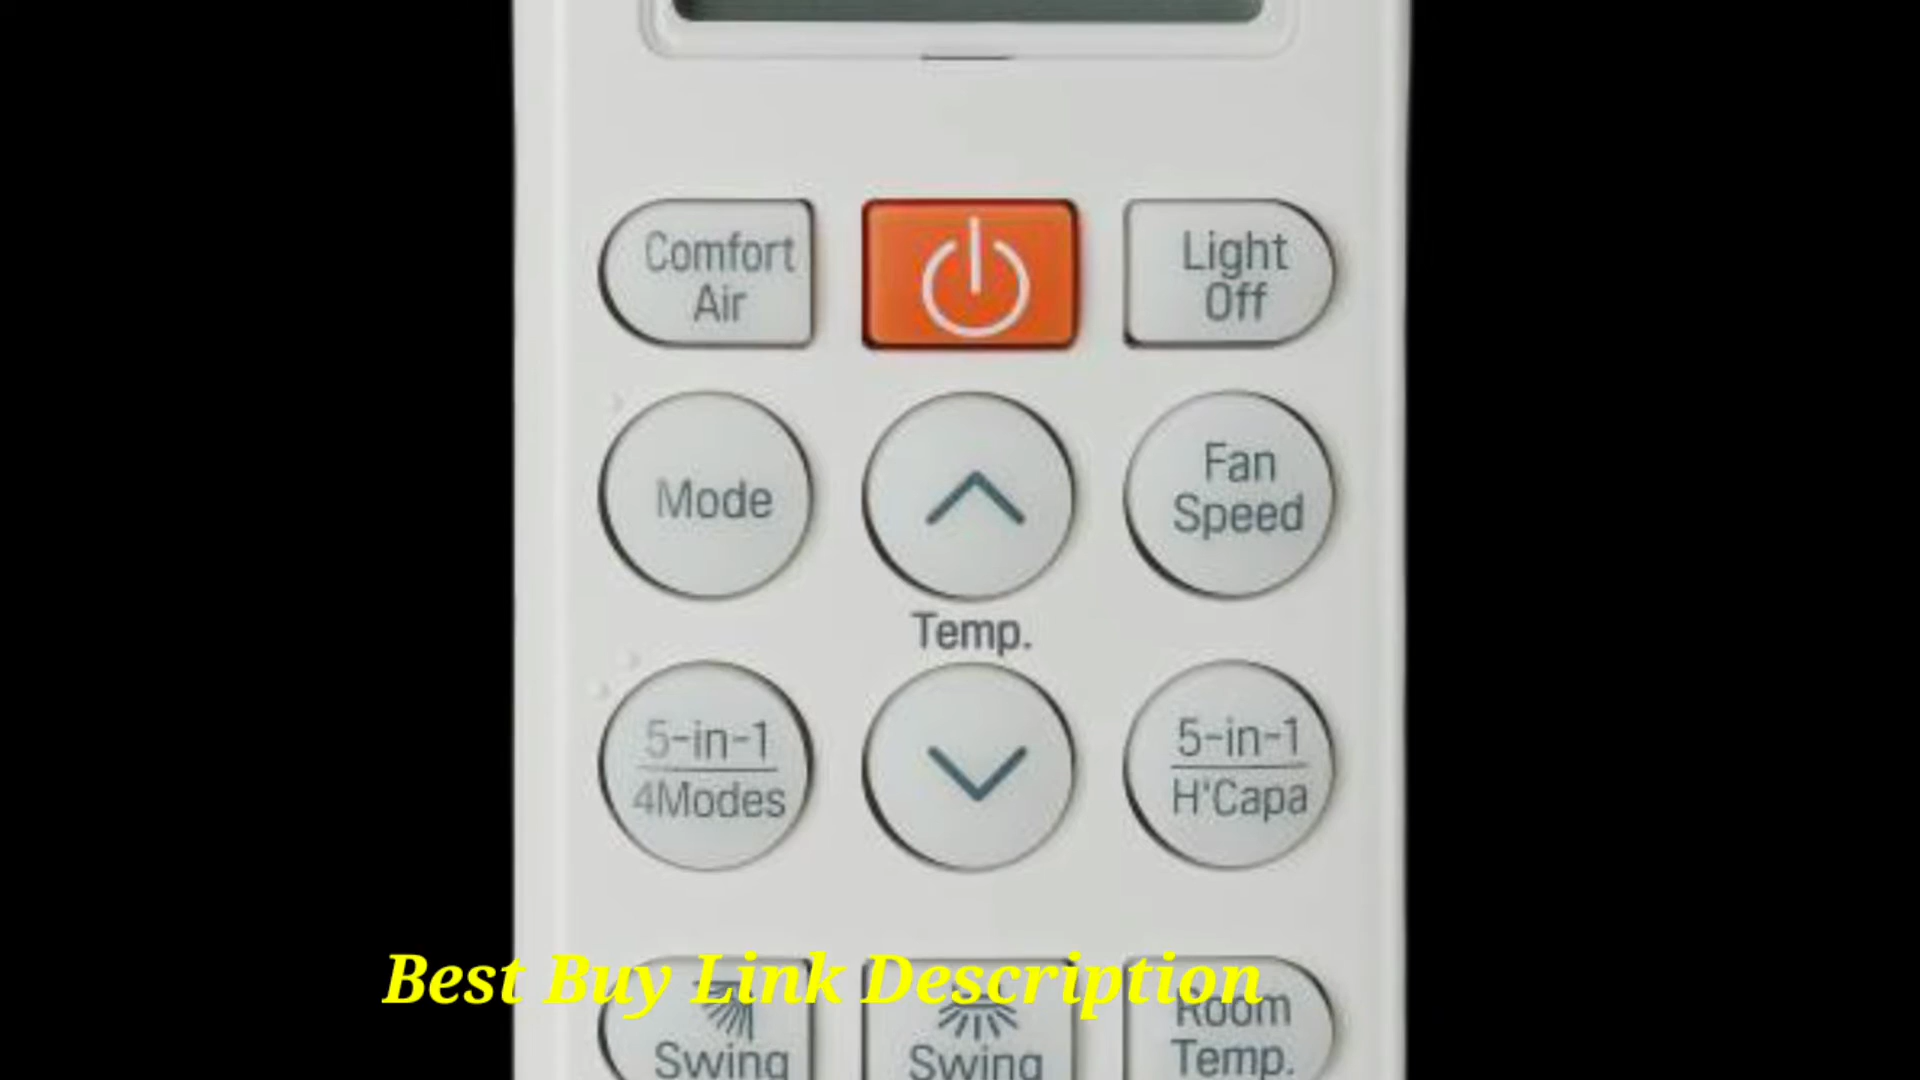 Comfort
Air
Light
Off
Mode
Fan
Speed
Temp.
5-in-1
4Modes
5-in-1
H'Capa
Best Buy Link Description
Swing
Swing
Room
Temp.